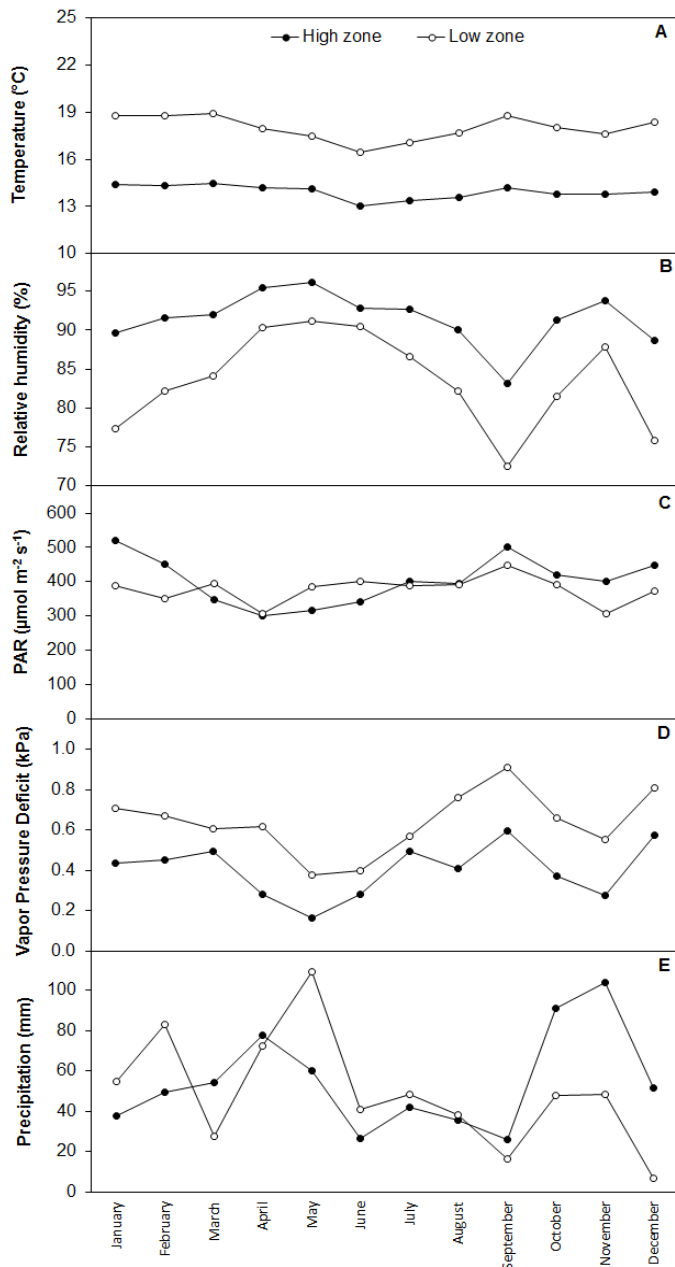 High zone Low zone
A
Temperature (°C)
25
22
19
16
13
10
B
Relative humidity (%)
95
90
85
80
75
70
C
PAR (µmol m⁻² s⁻¹)
600
500
400
300
200
100
0
D
Vapor Pressure Deficit (kPa)
1.0
0.8
0.6
0.4
0.2
0.0
E
Precipitation (mm)
100
80
60
40
20
0
January
February
March
April
May
June
July
August
September
October
November
December